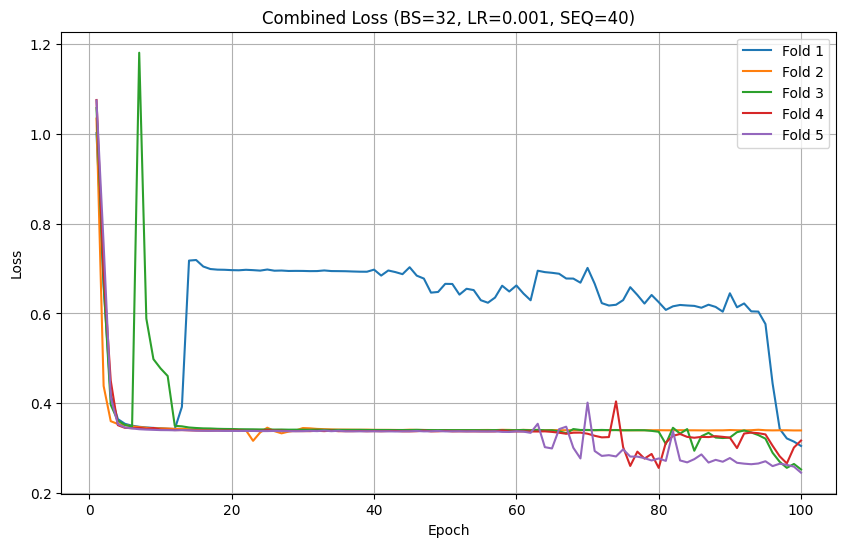 Combined Loss (BS=32, LR=0.001, SEQ=40)
Loss
1.2
1.0
0.8
0.6
0.4
0.2
0
20
40
60
80
100
Epoch
Fold 1
Fold 2
Fold 3
Fold 4
Fold 5